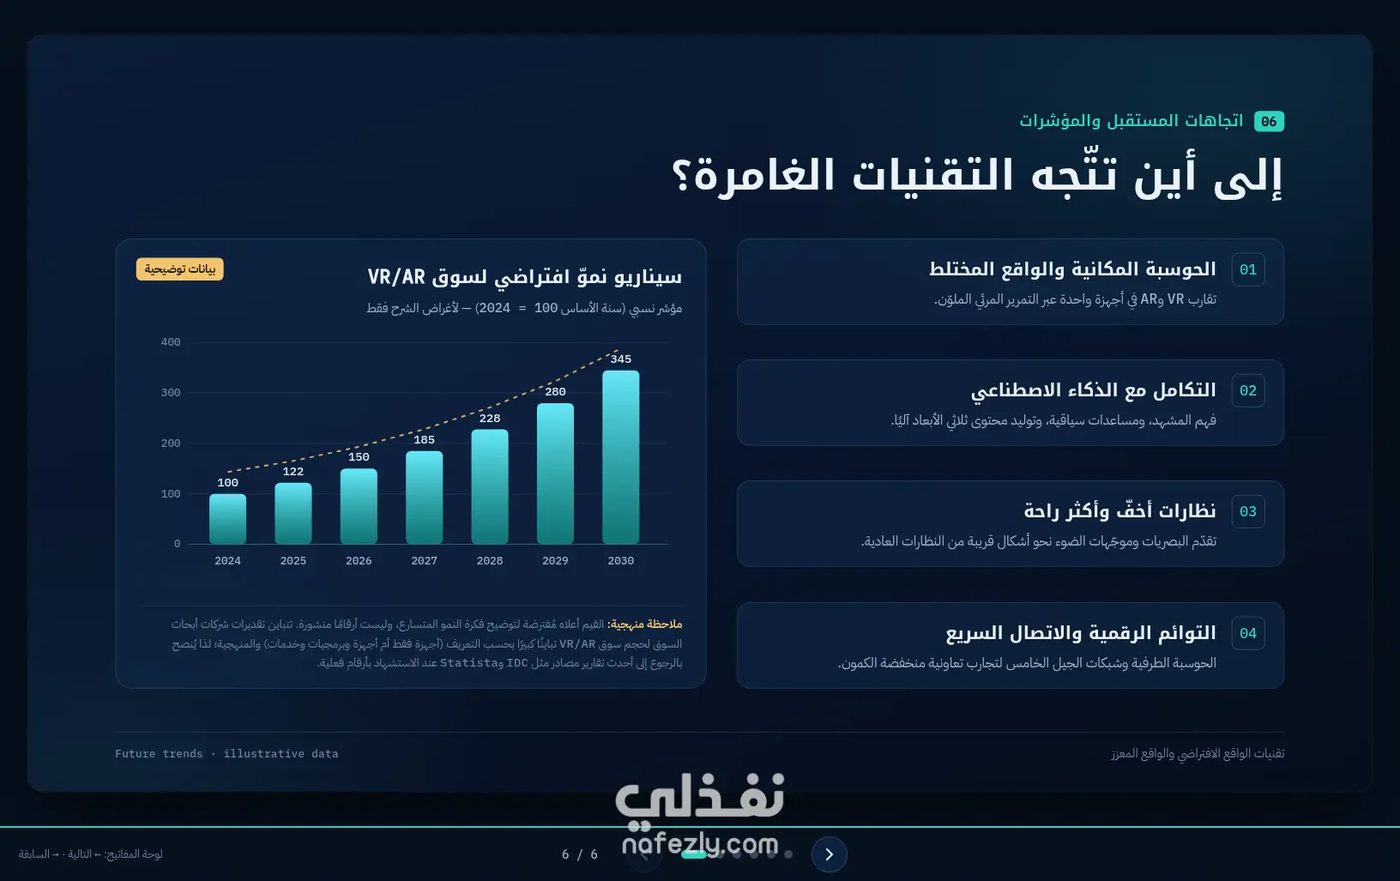 06 اتجاهات المستقبل والمؤشرات
إلى أين تتّجه التقنيات الغامرة؟
01
الحوسبة المكانية والواقع المختلط
تقارب VR وAR في أجهزة واحدة عبر التمرير المرئي الملوّن.
02
التكامل مع الذكاء الاصطناعي
فهم المشهد، ومساعدات سياقية، وتوليد محتوى ثلاثي الأبعاد آليًا.
03
نظارات أخفّ وأكثر راحة
تقدّم البصريات وموجّهات الضوء نحو أشكال قريبة من النظارات العادية.
04
التوائم الرقمية والاتصال السريع
الحوسبة الطرفية وشبكات الجيل الخامس لتجارب تعاونية منخفضة الكمون.
سيناريو نموّ افتراضي لسوق VR/AR
بيانات توضيحية
مؤشر نسبي (سنة الأساس 2024 = 100) — لأغراض الشرح فقط
400
300
200
100
0
100
122
150
185
228
280
345
2024 2025 2026 2027 2028 2029 2030
ملاحظة منهجية: القيم أعلاه مُفترضة لتوضيح فكرة النمو المتسارع، وليست أرقامًا منشورة. تتباين تقديرات شركات أبحاث
السوق لحجم سوق VR/AR تباينًا كبيرًا بحسب التعريف (أجهزة فقط أم أجهزة وبرمجيات وخدمات) والمنهجية؛ لذا يُنصح
بالرجوع إلى أحدث تقارير مصادر مثل IDC وStatista عند الاستشهاد بأرقام فعلية.
تقنيات الواقع الافتراضي والواقع المعزز
Future trends · illustrative data
نفذلي
nafezly.com
6 / 6
لوحة المفاتيح: ← التالية · → السابقة